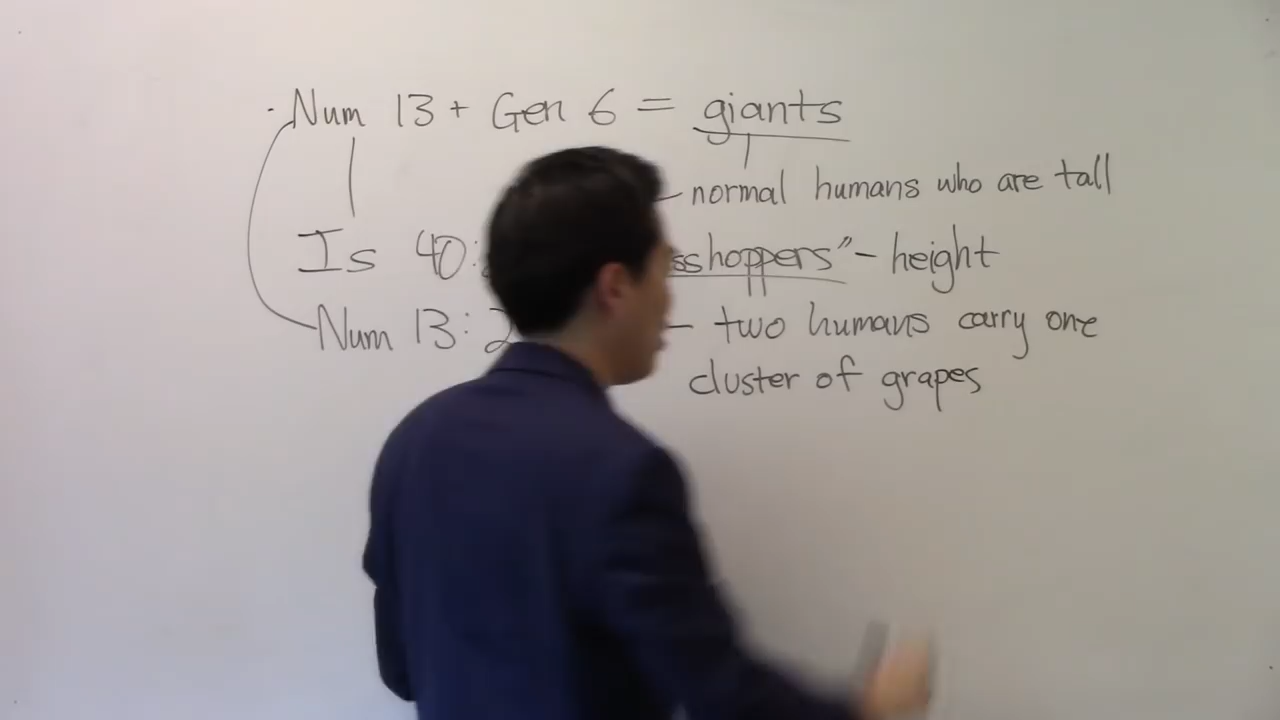 · Num 13 + Gen 6 = giants
- normal humans who are tall
Is 40: sshoppers" - height
Num 13:2 - two humans carry one
cluster of grapes